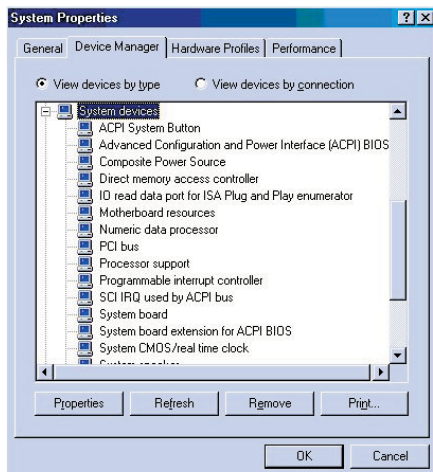 System Properties
General Device Manager Hardware Profiles Performance
View devices by type View devices by connection
System devices
ACPI System Button
Advanced Configuration and Power Interface (ACPI) BIOS
Composite Power Source
Direct memory access controller
IO read data port for ISA Plug and Play enumerator
Motherboard resources
Numeric data processor
PCI bus
Processor support
Programmable interrupt controller
SCI IRQ used by ACPI bus
System board
System board extension for ACPI BIOS
System CMOS/real time clock
System speaker
Properties Refresh Remove Print...
OK Cancel